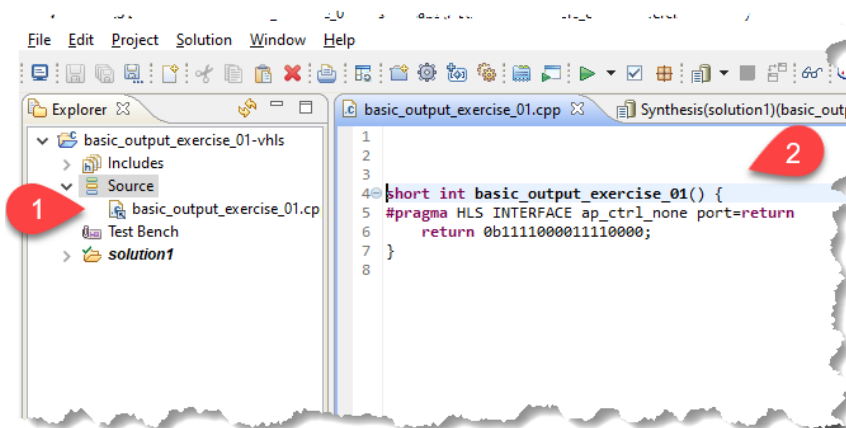 File Edit Project Solution Window Help
Explorer
basic_output_exercise_01.cpp
Synthesis(solution1)(basic_out
basic_output_exercise_01-vhls
Includes
Source
basic_output_exercise_01.cp
Test Bench
solution1
1
2
1
2
3
4 short int basic_output_exercise_01() {
5 #pragma HLS INTERFACE ap_ctrl_none port=return
6 return 0b1111000011110000;
7 }
8